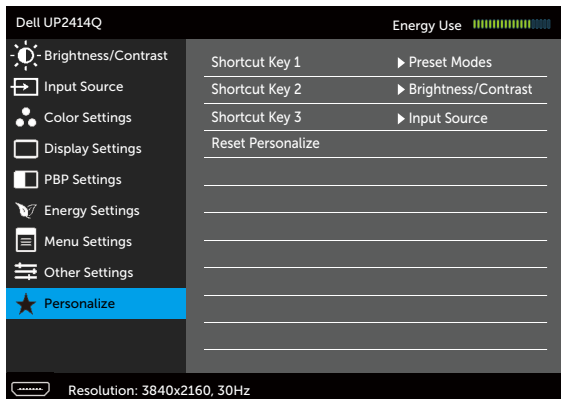 Dell UP2414Q Energy Use
Brightness/Contrast
Input Source
Color Settings
Display Settings
PBP Settings
Energy Settings
Menu Settings
Other Settings
Personalize
Shortcut Key 1 Preset Modes
Shortcut Key 2 Brightness/Contrast
Shortcut Key 3 Input Source
Reset Personalize
Resolution: 3840x2160, 30Hz